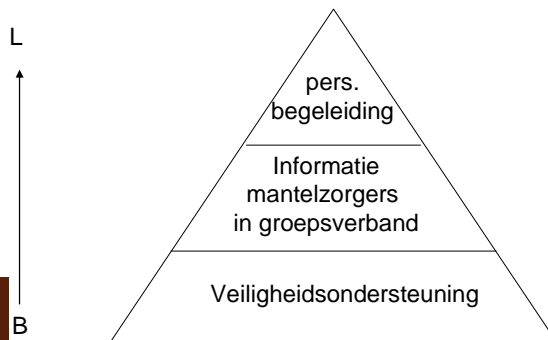 L
pers.
begeleiding
Informatie
mantelzorgers
in groepsverband
Veiligheidsondersteuning
B